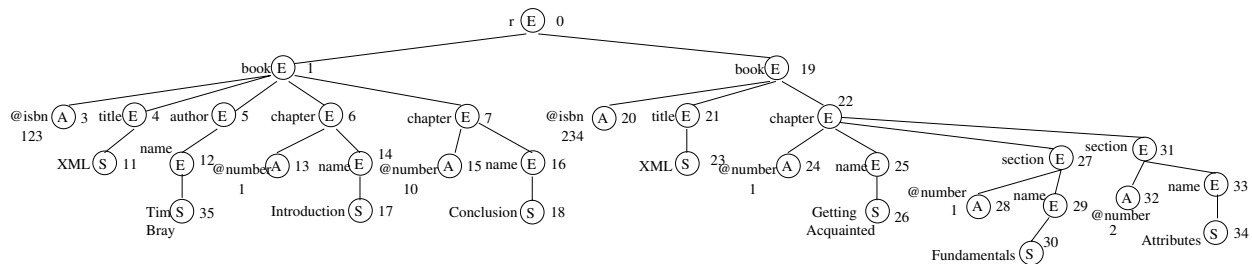 r E 0
book E 1
book E 19
@isbn A 3
123
title E 4
author E 5
chapter E 6
chapter E 7
@isbn A 20
234
title E 21
chapter E 22
XML S 11
name
E 12
@number A 13
1
name E 14
@number A 15
10
name E 16
XML S 23
@number A 24
1
name E 25
section E 27
section E 31
Tim S 35
Bray
Introduction S 17
Conclusion S 18
Getting S 26
Acquainted
@number A 28
1
name E 29
@number A 32
2
name E 33
Fundamentals S 30
Attributes S 34